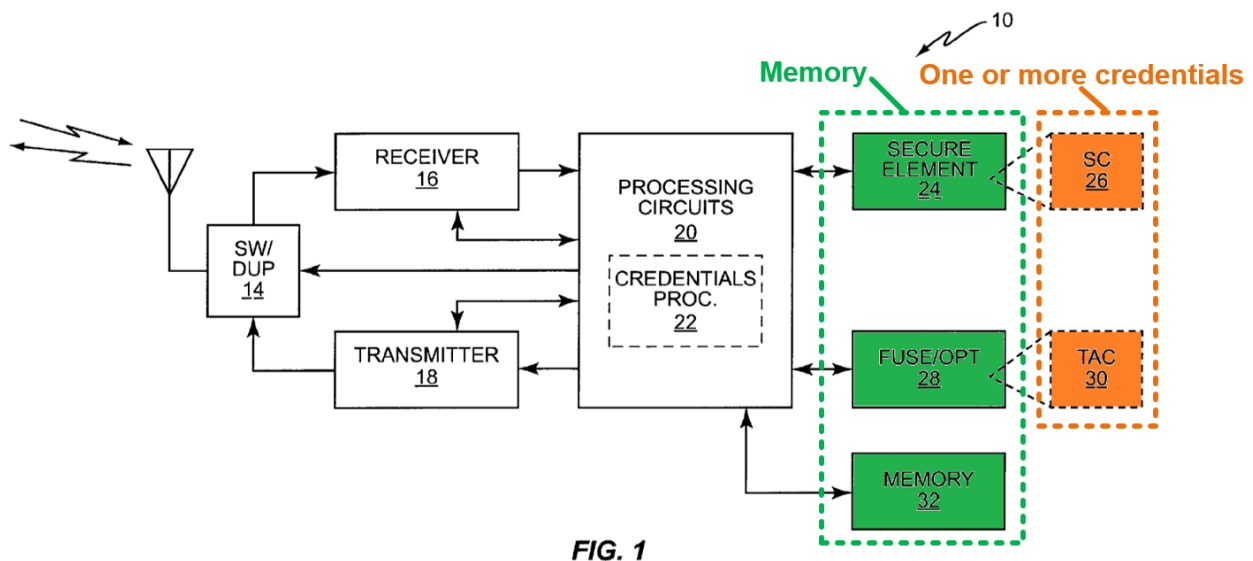 10
Memory
One or more credentials
RECEIVER
16
PROCESSING
CIRCUITS
20
CREDENTIALS
PROC.
22
SECURE
ELEMENT
24
SC
26
SW/
DUP
14
TRANSMITTER
18
FUSE/OPT
28
TAC
30
MEMORY
32
FIG. 1